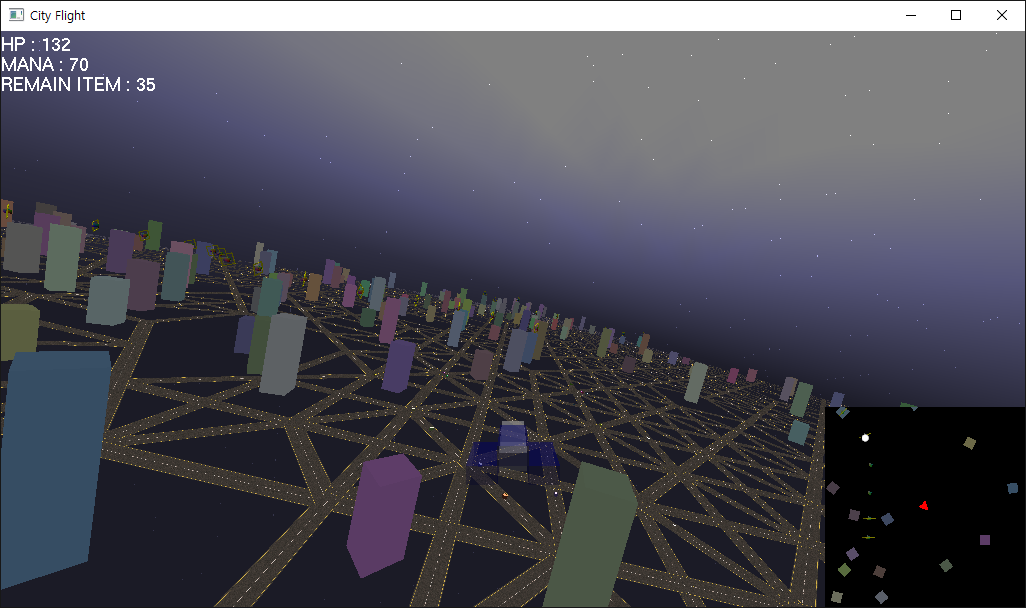 City Flight
HP : 132
MANA : 70
REMAIN ITEM : 35